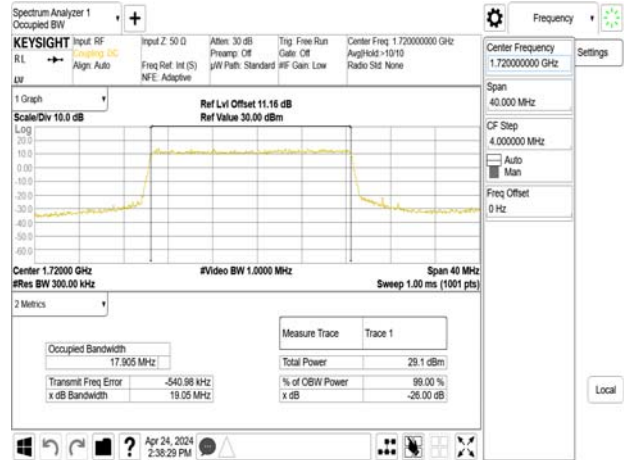 Spectrum Analyzer 1
Occupied BW
Frequency
KEYSIGHT
RL
Input: RF
Coupling: DC
Align: Auto
Input Z: 50 Ω
Freq Ref: Int (S)
NFE: Adaptive
Atten: 30 dB
Preamp: Off
µW Path: Standard
Trig: Free Run
Gate: Off
#IF Gain: Low
Center Freq: 1.720000000 GHz
Avg|Hold:>10/10
Radio Std: None
1 Graph
Scale/Div 10.0 dB
Ref Lvl Offset 11.16 dB
Ref Value 30.00 dBm
Log
20.0
10.0
0.00
-10.0
-20.0
-30.0
-40.0
-50.0
-60.0
Center 1.72000 GHz
#Res BW 300.00 kHz
#Video BW 1.0000 MHz
Span 40 MHz
Sweep 1.00 ms (1001 pts)
2 Metrics
Occupied Bandwidth
17.905 MHz
Transmit Freq Error -540.98 kHz
x dB Bandwidth 19.05 MHz
Measure Trace Trace 1
Total Power 29.1 dBm
% of OBW Power 99.00 %
x dB -26.00 dB
Center Frequency
1.720000000 GHz
Settings
Span
40.000 MHz
CF Step
4.000000 MHz
Auto
Man
Freq Offset
0 Hz
Local
?
Apr 24, 2024
2:38:29 PM